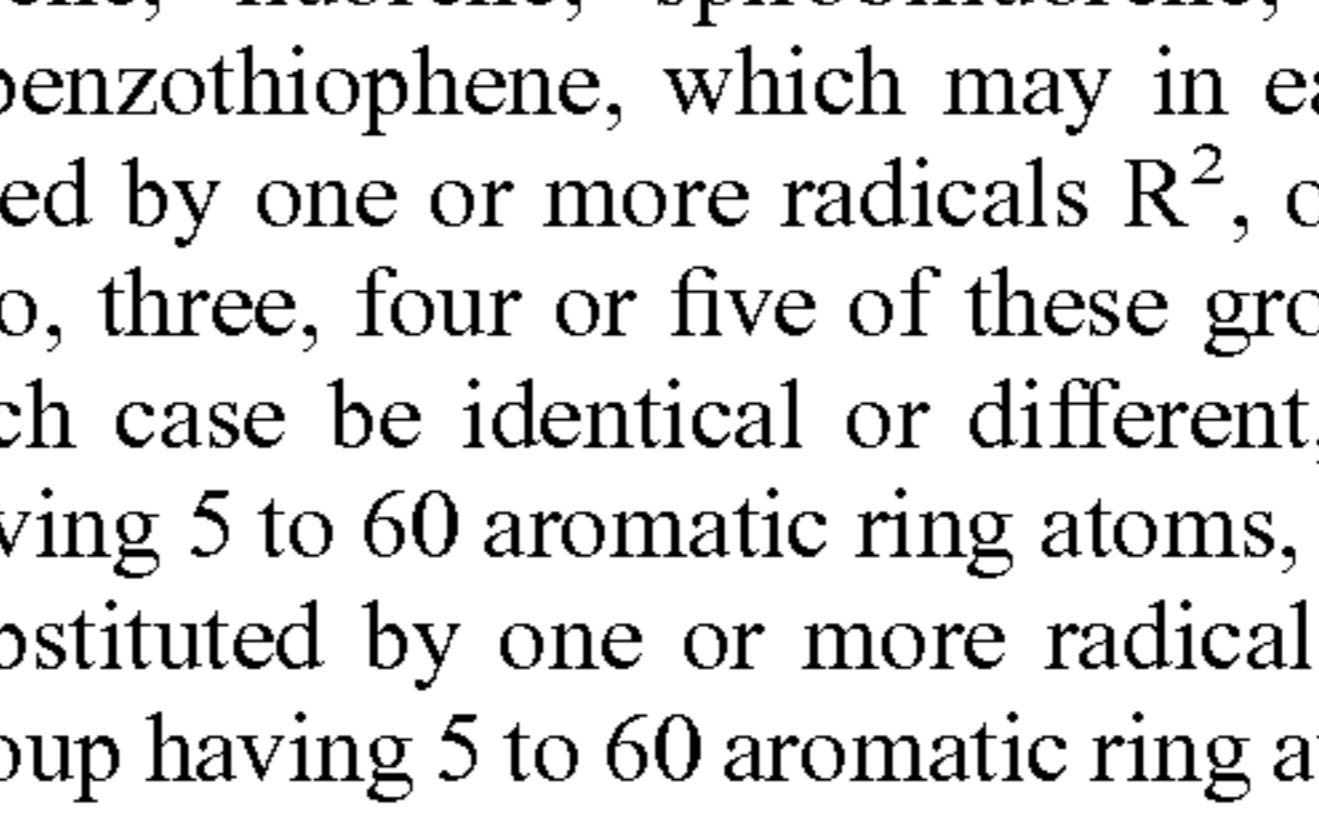 benzothiophene, which may in ea
ed by one or more radicals R², o
o, three, four or five of these gro
ch case be identical or different,
ving 5 to 60 aromatic ring atoms,
bstituted by one or more radical
oup having 5 to 60 aromatic ring a